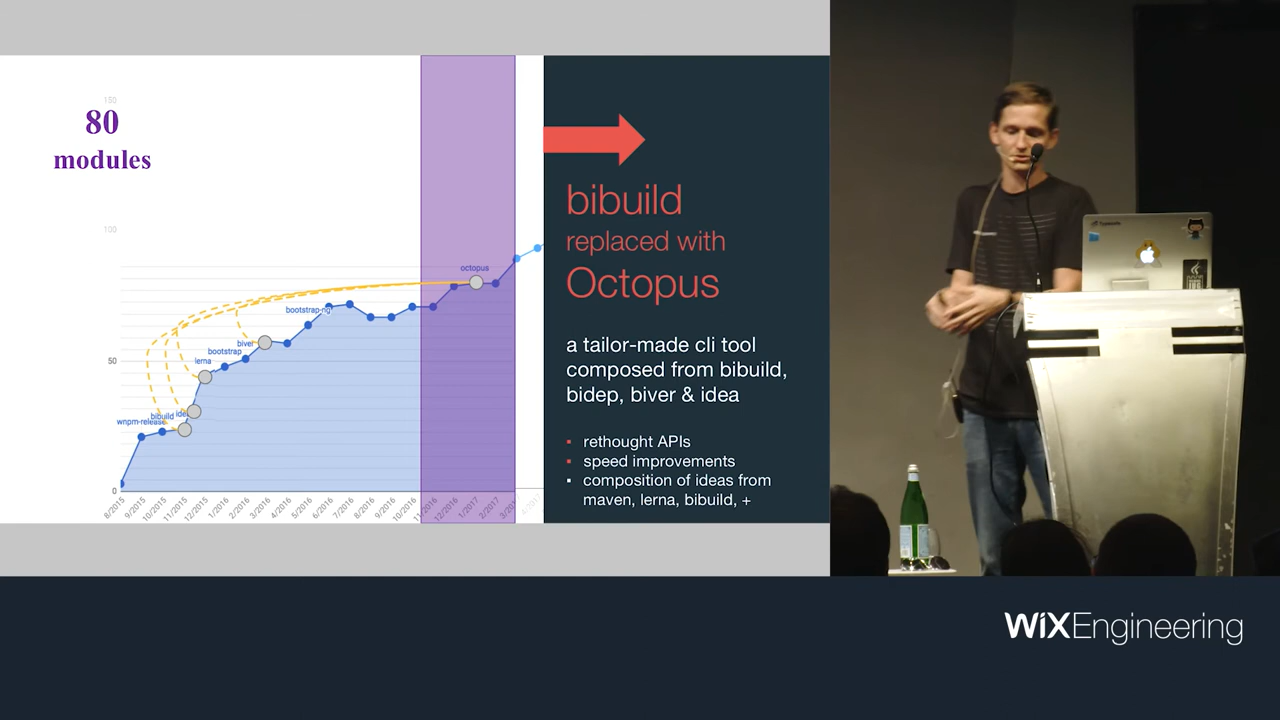 150
80
modules
100
50
0
octopus
bootstrap-ng
biver
bootstrap
lerna
idea
bibuild
wnpm-release
8/2015
9/2015
10/2015
11/2015
12/2015
1/2016
2/2016
3/2016
4/2016
5/2016
6/2016
7/2016
8/2016
9/2016
10/2016
11/2016
12/2016
1/2017
2/2017
3/2017
bibuild
replaced with
Octopus
a tailor-made cli tool
composed from bibuild,
bidep, biver & idea
rethought APIs
speed improvements
composition of ideas from
maven, lerna, bibuild, +
WiXEngineering